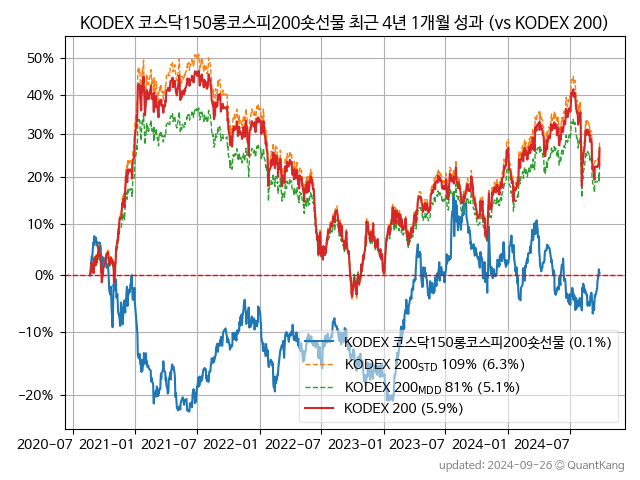 KODEX 코스닥150롱코스피200숏선물 최근 4년 1개월 성과 (vs KODEX 200)
50%
40%
30%
20%
10%
0%
−10%
−20%
KODEX 코스닥150롱코스피200숏선물 (0.1%)
KODEX 200STD 109% (6.3%)
KODEX 200MDD 81% (5.1%)
KODEX 200 (5.9%)
2020-07 2021-01 2021-07 2022-01 2022-07 2023-01 2023-07 2024-01 2024-07
updated: 2024-09-26 © QuantKang